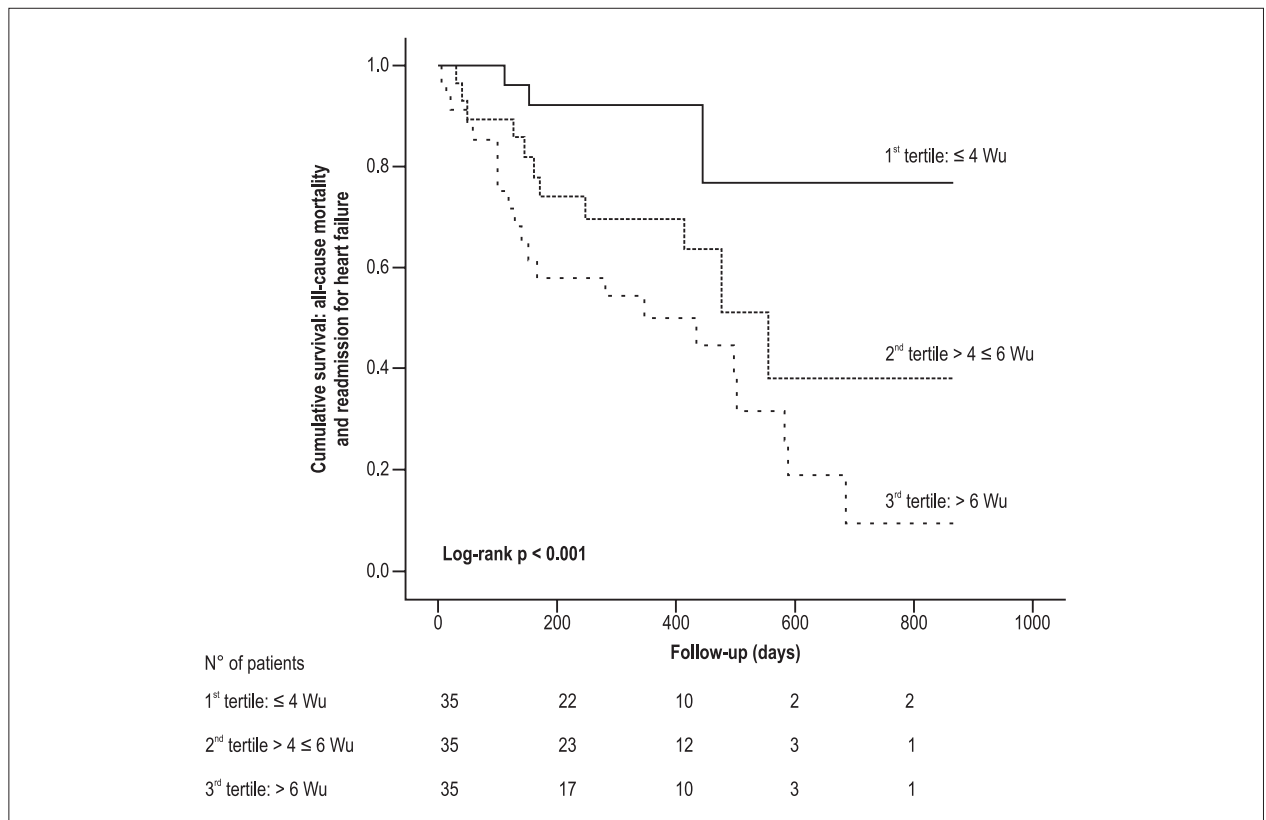 Cumulative survival: all-cause mortality
and readmission for heart failure
1.0
0.8
0.6
0.4
0.2
0.0
1st tertile: ≤ 4 Wu
2nd tertile > 4 ≤ 6 Wu
3rd tertile: > 6 Wu
Log-rank p < 0.001
0 200 400 600 800 1000
Follow-up (days)
N° of patients
1st tertile: ≤ 4 Wu 35 22 10 2 2
2nd tertile > 4 ≤ 6 Wu 35 23 12 3 1
3rd tertile: > 6 Wu 35 17 10 3 1